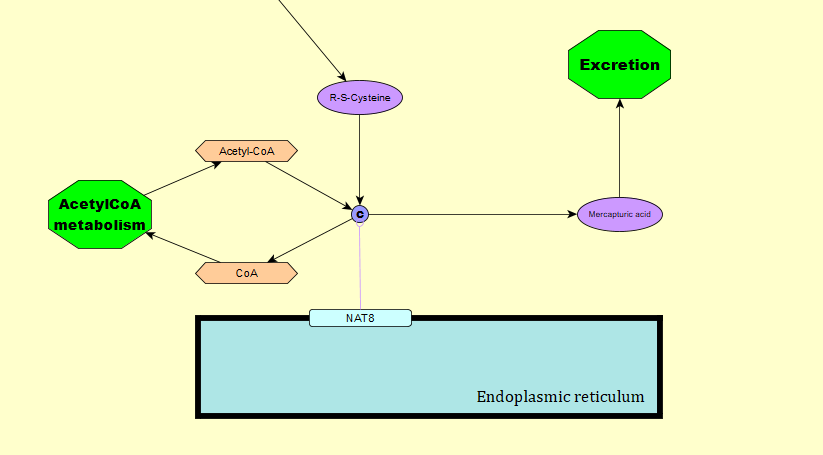 Excretion
R-S-Cysteine
Acetyl-CoA
AcetylCoA
metabolism
C
Mercapturic acid
CoA
NAT8
Endoplasmic reticulum